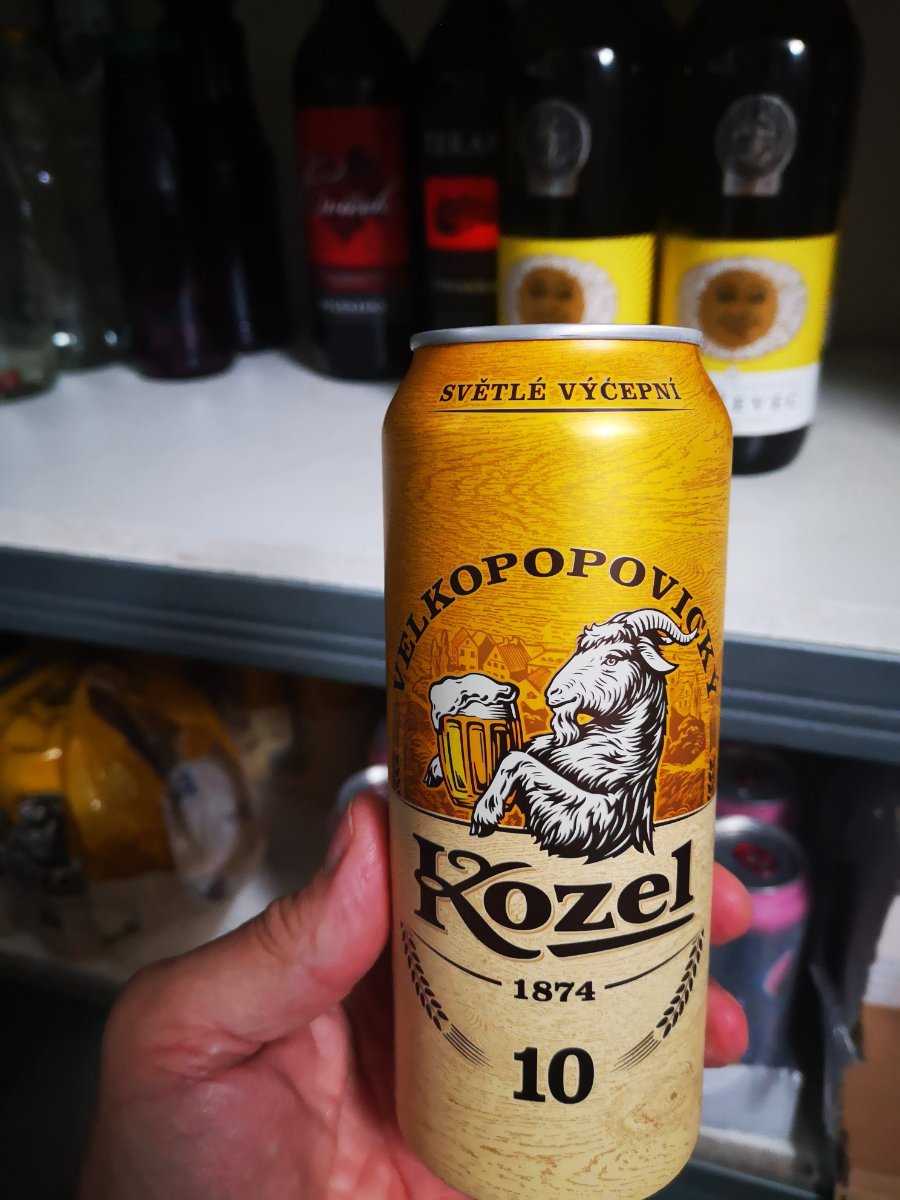 SVĚTLÉ VÝČEPNÍ
VELKOPOPOVICKÝ
Kozel
1874
10